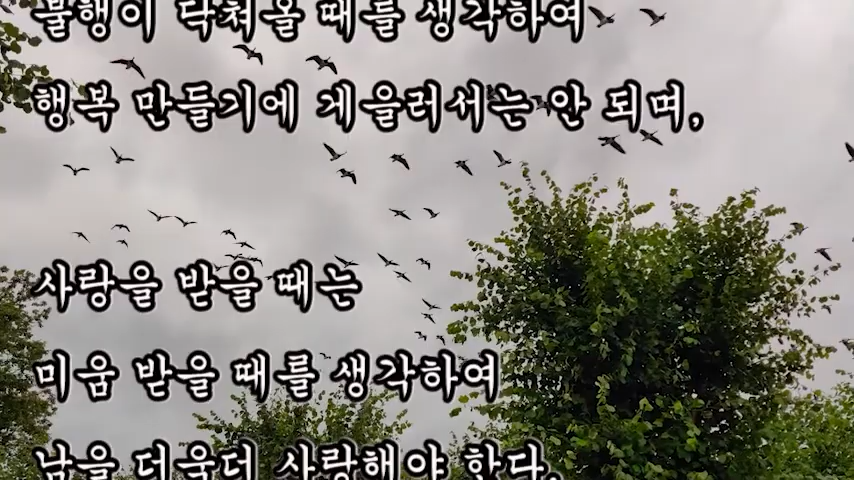 불행이 닥쳐올 때를 생각하여
행복 만들기에 게을러서는 안 되며,
사랑을 받을 때는
미움 받을 때를 생각하여
남을 더욱더 사랑해야 한다.